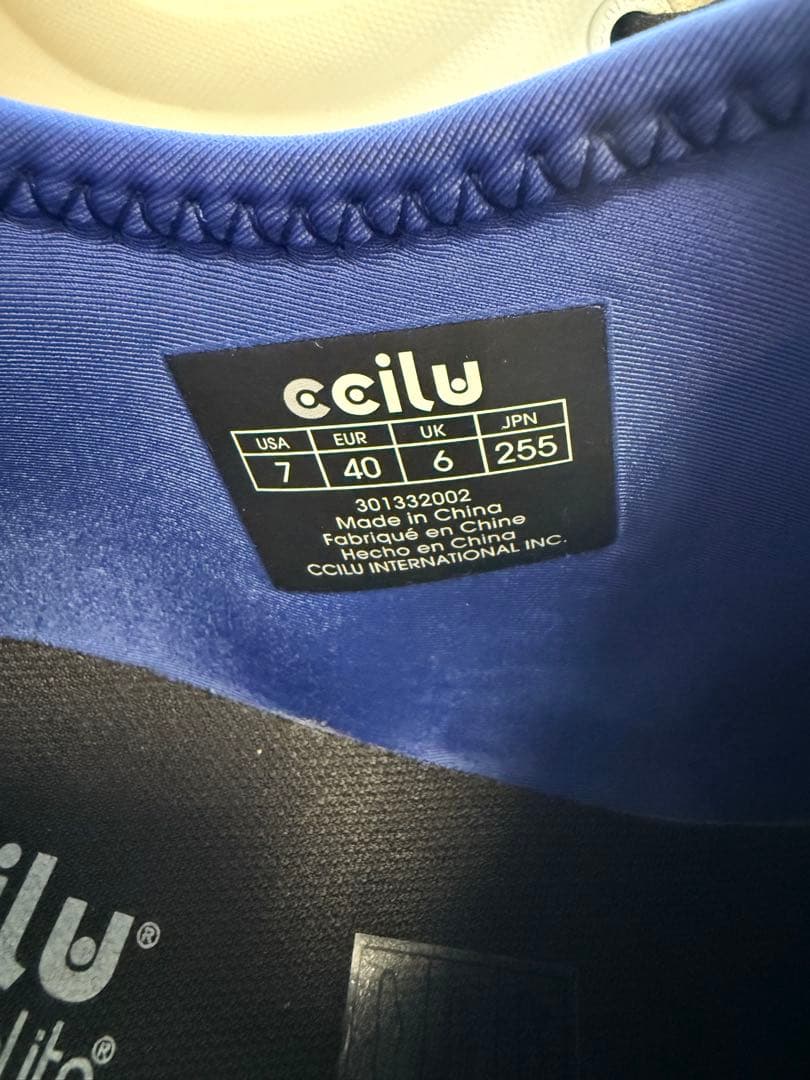 ccilu
USA EUR UK JPN
7 40 6 255
301332002
Made in China
Fabriqué en Chine
Hecho en China
CCILU INTERNATIONAL INC.
ilu®